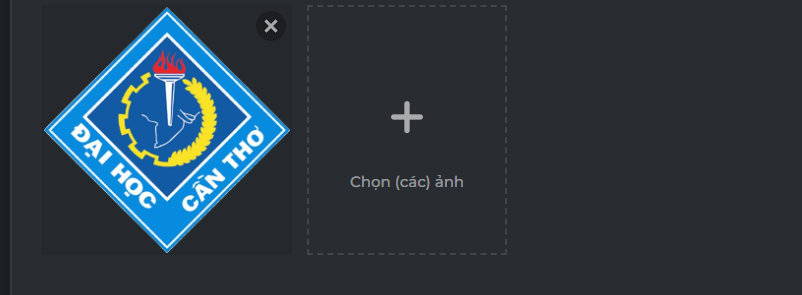 ĐẠI HỌC CẦN THƠ
Chọn (các) ảnh